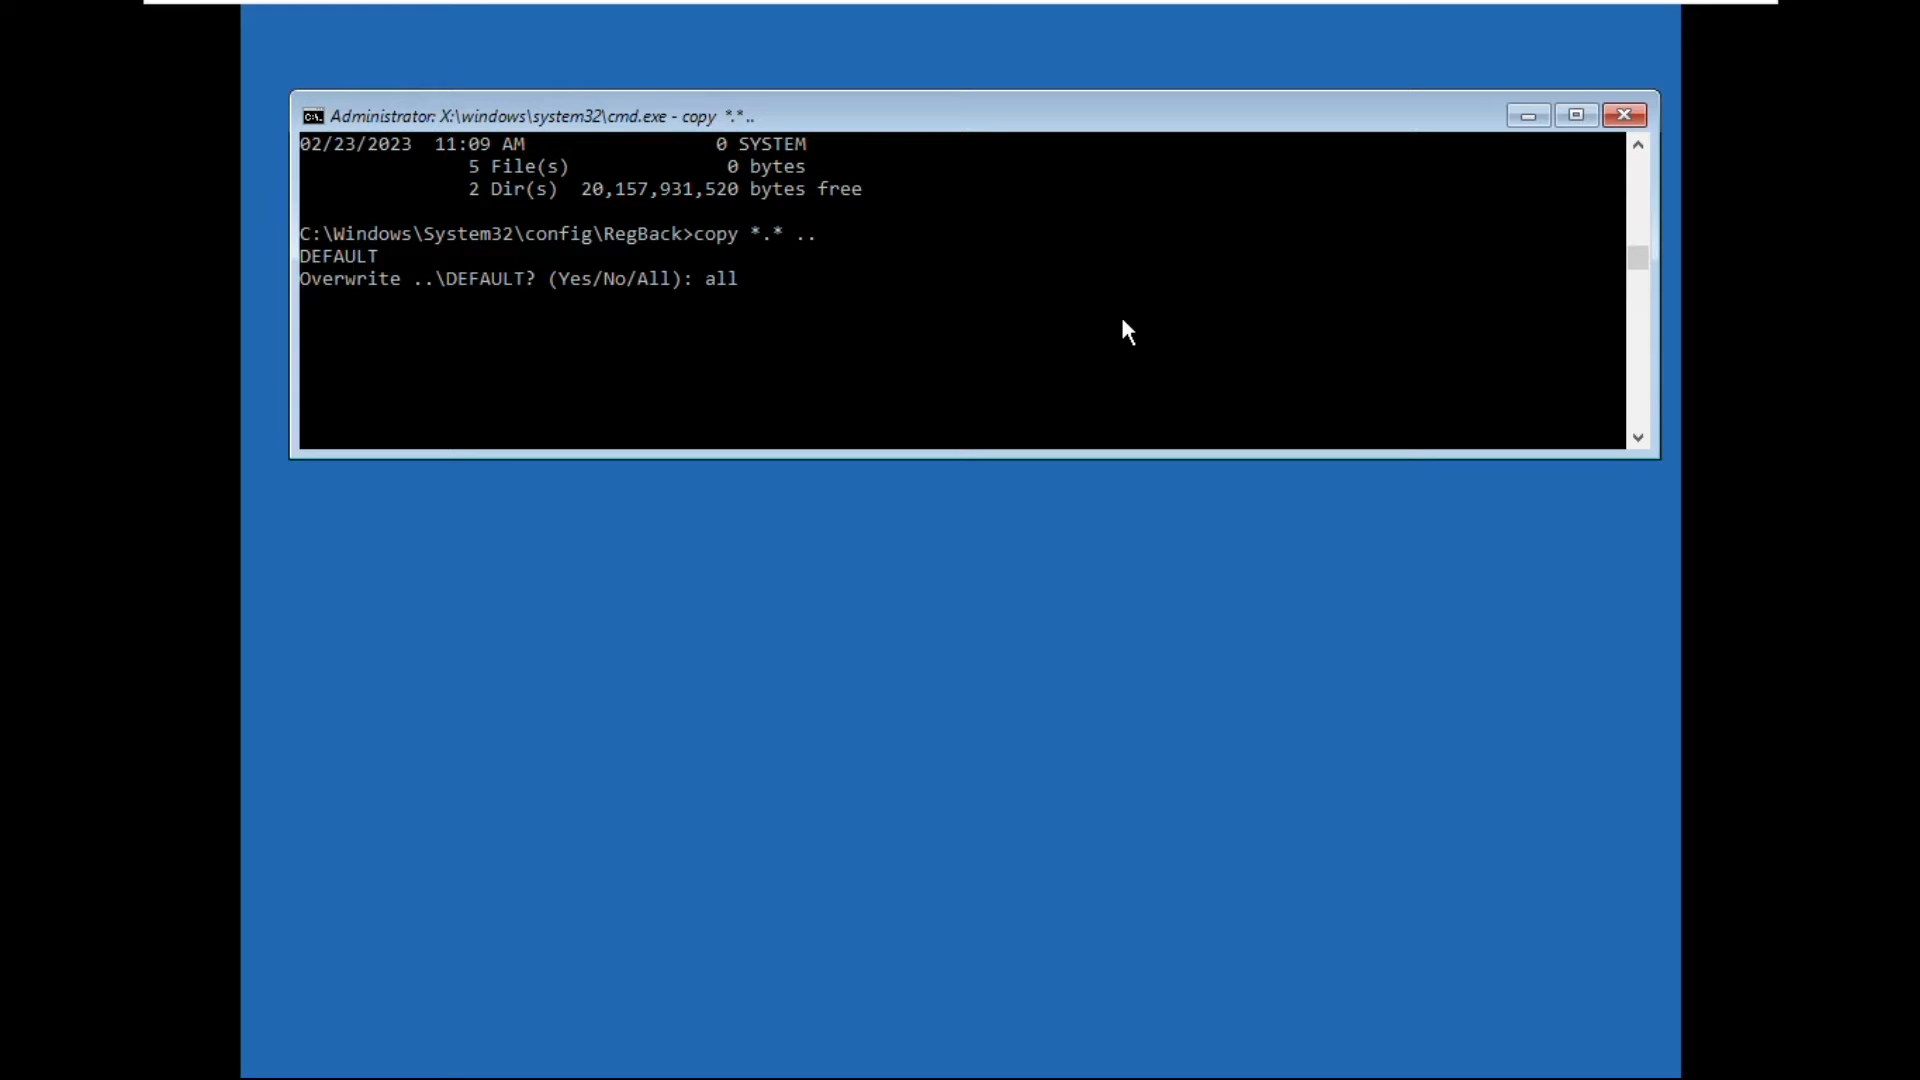 Administrator: X:\windows\system32\cmd.exe - copy  *.* ..
02/23/2023  11:09 AM                 0 SYSTEM
               5 File(s)              0 bytes
               2 Dir(s)  20,157,931,520 bytes free
C:\Windows\System32\config\RegBack>copy *.* ..
DEFAULT
Overwrite ..\DEFAULT? (Yes/No/All): all